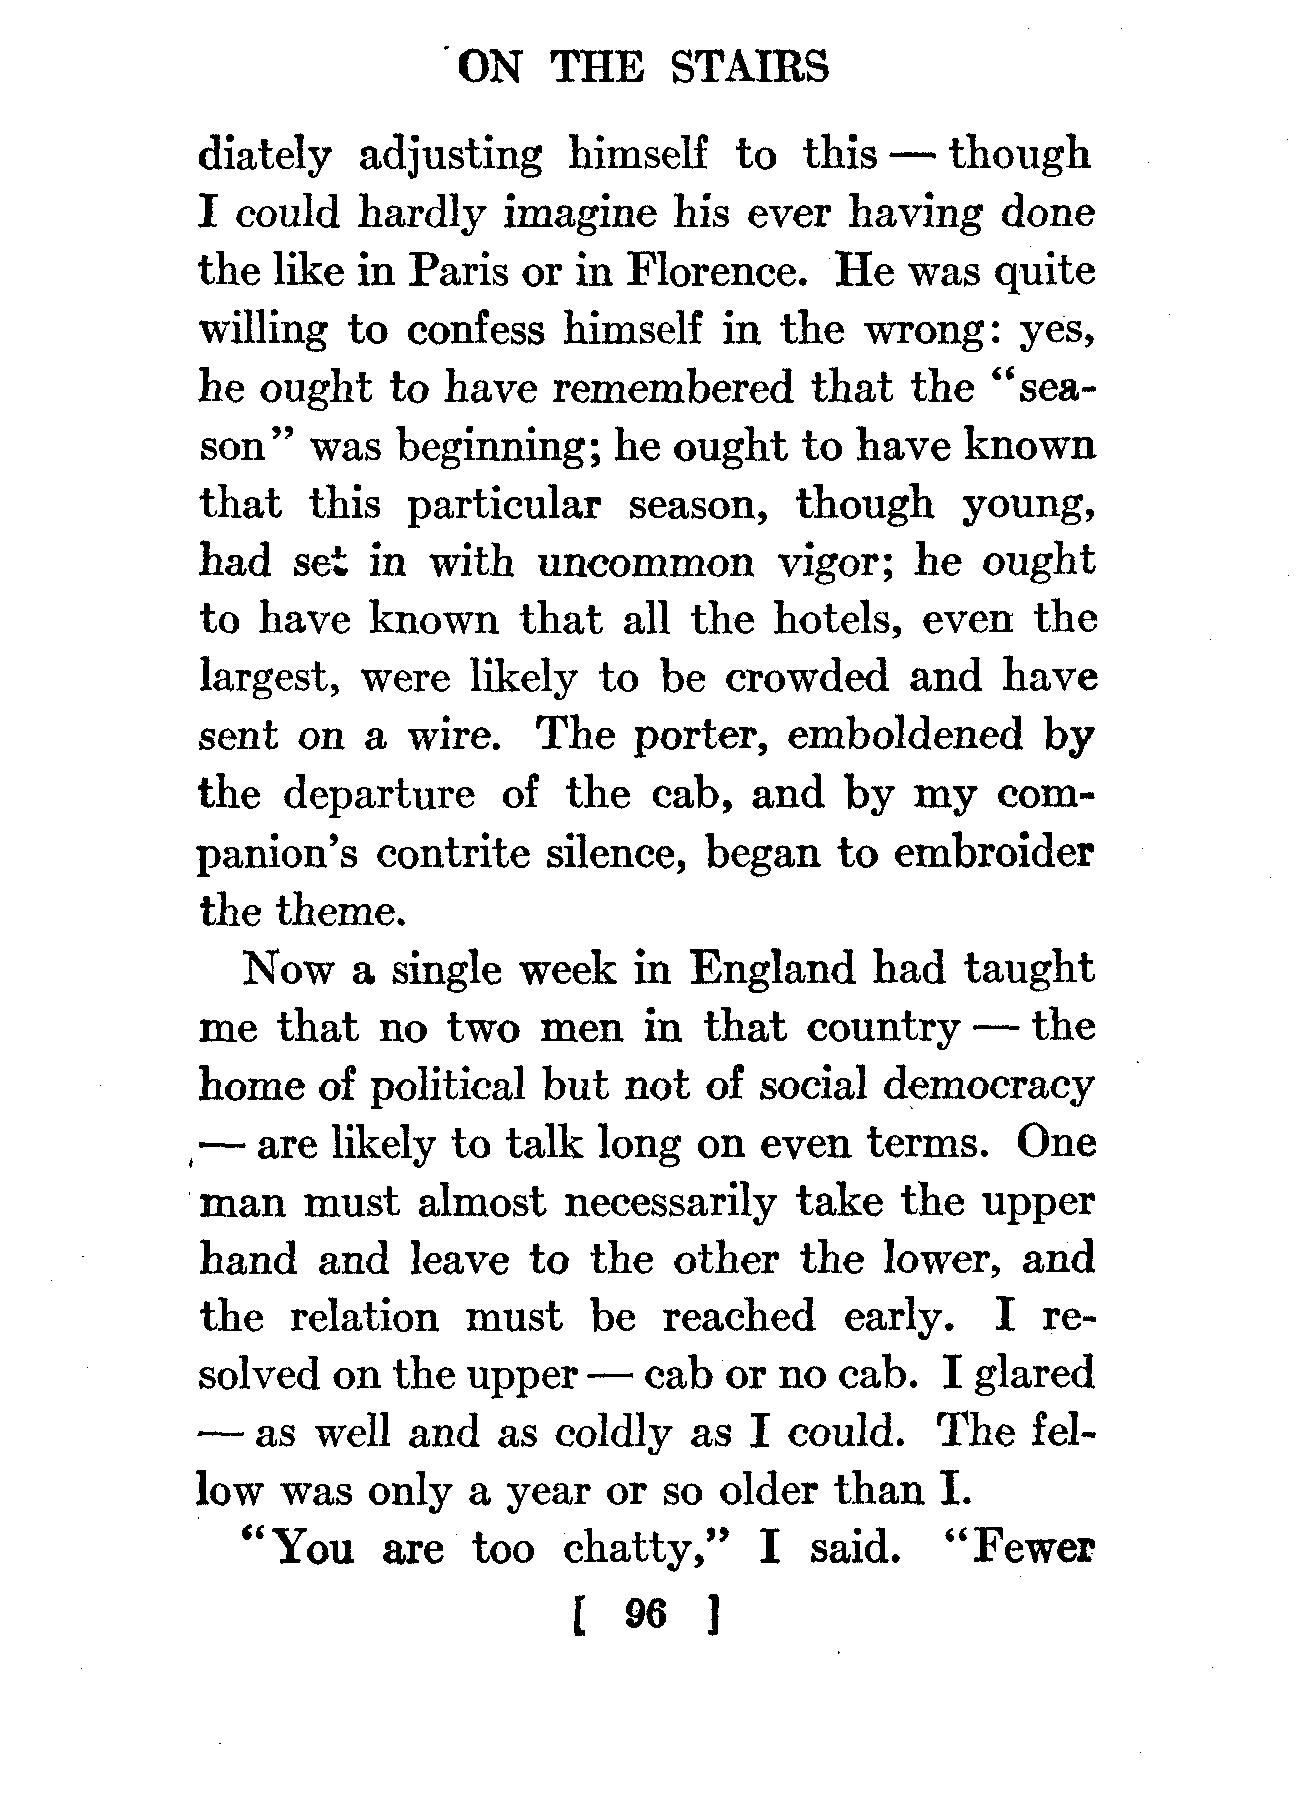 ON THE STAIRS
diately adjusting himself to this — though
I could hardly imagine his ever having done
the like in Paris or in Florence. He was quite
willing to confess himself in the wrong: yes,
he ought to have remembered that the “sea-
son” was beginning; he ought to have known
that this particular season, though young,
had set in with uncommon vigor; he ought
to have known that all the hotels, even the
largest, were likely to be crowded and have
sent on a wire. The porter, emboldened by
the departure of the cab, and by my com-
panion’s contrite silence, began to embroider
the theme.
Now a single week in England had taught
me that no two men in that country — the
home of political but not of social democracy
— are likely to talk long on even terms. One
man must almost necessarily take the upper
hand and leave to the other the lower, and
the relation must be reached early. I re-
solved on the upper — cab or no cab. I glared
— as well and as coldly as I could. The fel-
low was only a year or so older than I.
“You are too chatty,” I said. “Fewer
[ 96 ]